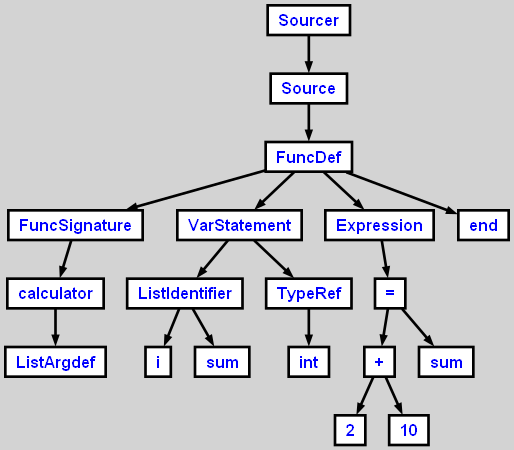 Sourcer
Source
FuncDef
FuncSignature VarStatement Expression end
calculator ListIdentifier TypeRef =
ListArgdef i sum int + sum
2 10